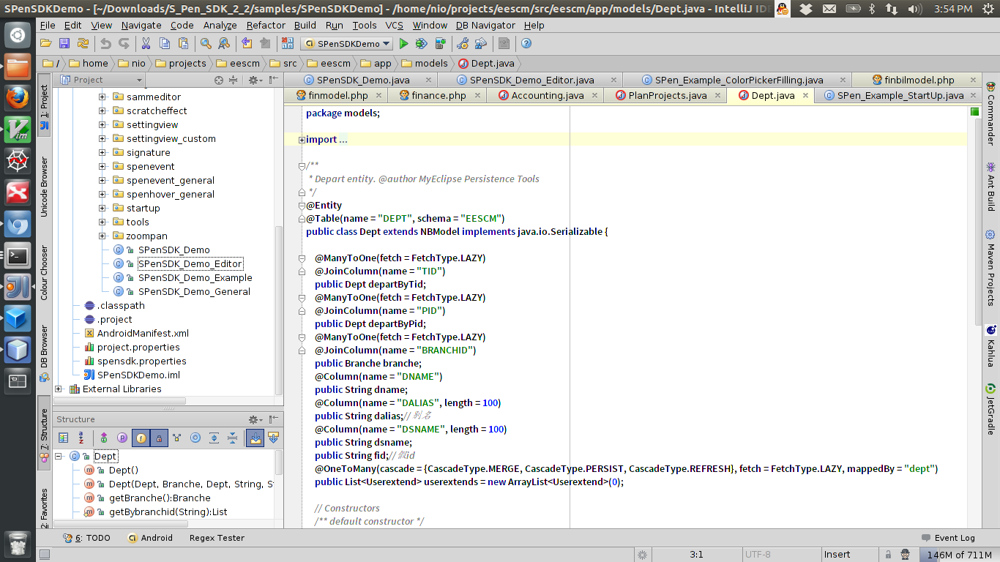 SPenSDKDemo - [~/Downloads/S_Pen_SDK_2_2/samples/SPenSDKDemo] - /home/nio/projects/eescm/src/eescm/app/models/Dept.java - IntelliJ IDE
3:54 PM
File Edit View Navigate Code Analyze Refactor Build Run Tools VCS Window DB Navigator Help
SPenSDKDemo
/ home nio projects eescm src eescm app models Dept.java
Project
SPenSDK_Demo.java SPenSDK_Demo_Editor.java SPen_Example_ColorPickerFilling.java finbilmodel.php
finmodel.php finance.php Accounting.java PlanProjects.java Dept.java SPen_Example_StartUp.java
1: Project
Unicode Browser
Colour Chooser
DB Browser
7: Structure
2: Favorites
sammeditor
scratcheffect
settingview
settingview_custom
signature
spenevent
spenevent_general
spenhover_general
startup
tools
zoompan
SPenSDK_Demo
SPenSDK_Demo_Editor
SPenSDK_Demo_Example
SPenSDK_Demo_General
.classpath
.project
AndroidManifest.xml
project.properties
spensdk.properties
SPenSDKDemo.iml
External Libraries
Structure
Dept
Dept()
Dept(Dept, Branche, Dept, String, St
getBranche():Branche
getBybranchid(String):List
package models;
import ...
/**
* Depart entity. @author MyEclipse Persistence Tools
*/
@Entity
@Table(name = "DEPT", schema = "EESCM")
public class Dept extends NBModel implements java.io.Serializable {
@ManyToOne(fetch = FetchType.LAZY)
@JoinColumn(name = "TID")
public Dept departByTid;
@ManyToOne(fetch = FetchType.LAZY)
@JoinColumn(name = "PID")
public Dept departByPid;
@ManyToOne(fetch = FetchType.LAZY)
@JoinColumn(name = "BRANCHID")
public Branche branche;
@Column(name = "DNAME")
public String dname;
@Column(name = "DALIAS", length = 100)
public String dalias;// 到名
@Column(name = "DSNAME", length = 100)
public String dsname;
public String fid;// 假id
@OneToMany(cascade = {CascadeType.MERGE, CascadeType.PERSIST, CascadeType.REFRESH}, fetch = FetchType.LAZY, mappedBy = "dept")
public List<Userextend> userextends = new ArrayList<Userextend>(0);
// Constructors
/** default constructor */
Commander
Ant Build
Maven Projects
Kahlua
JetGrade
6: TODO Android Regex Tester Event Log
3:1 UTF-8 Insert 146M of 711M